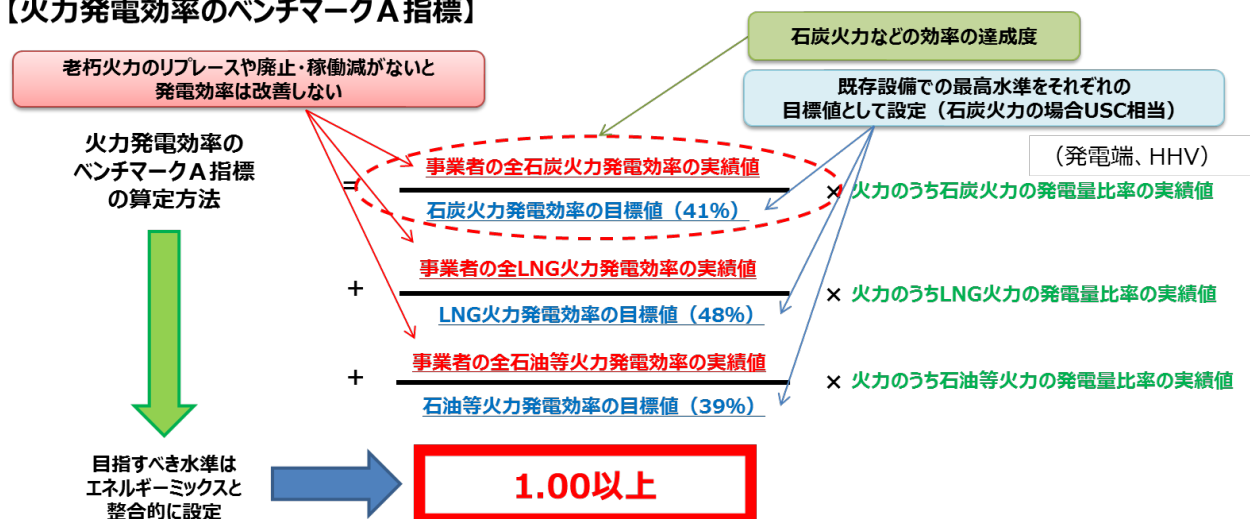 【火力発電効率のベンチマークA指標】
石炭火力などの効率の達成度
老朽火力のリプレースや廃止・稼働減がないと
発電効率は改善しない
既存設備での最高水準をそれぞれの
目標値として設定（石炭火力の場合USC相当）
（発電端、HHV）
火力発電効率の
ベンチマークA指標
の算定方法
=
事業者の全石炭火力発電効率の実績値
石炭火力発電効率の目標値（41%）
× 火力のうち石炭火力の発電量比率の実績値
+
事業者の全LNG火力発電効率の実績値
LNG火力発電効率の目標値（48%）
× 火力のうちLNG火力の発電量比率の実績値
+
事業者の全石油等火力発電効率の実績値
石油等火力発電効率の目標値（39%）
× 火力のうち石油等火力の発電量比率の実績値
目指すべき水準は
エネルギーミックスと
整合的に設定
1.00以上